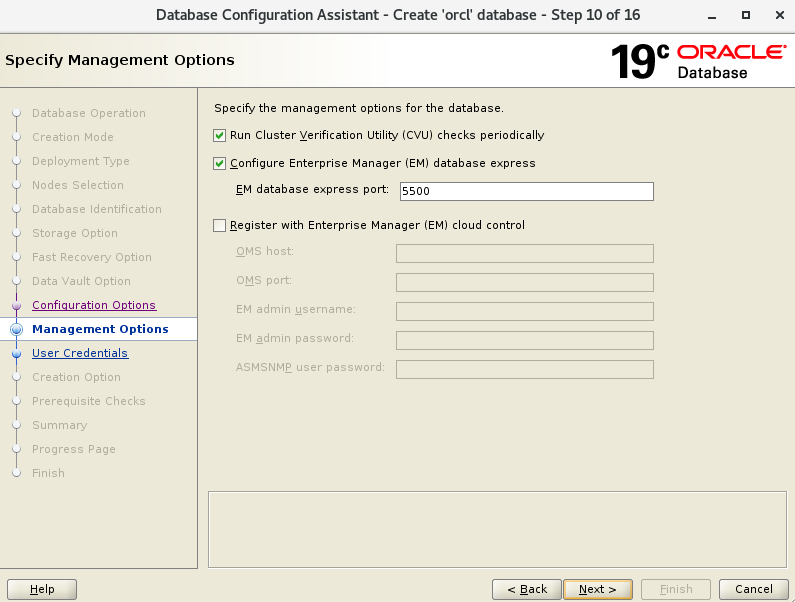 Database Configuration Assistant - Create 'orcl' database - Step 10 of 16
Specify Management Options
19c ORACLE
Database
Database Operation
Creation Mode
Deployment Type
Nodes Selection
Database Identification
Storage Option
Fast Recovery Option
Data Vault Option
Configuration Options
Management Options
User Credentials
Creation Option
Prerequisite Checks
Summary
Progress Page
Finish
Specify the management options for the database.
Run Cluster Verification Utility (CVU) checks periodically
Configure Enterprise Manager (EM) database express
EM database express port: 5500
Register with Enterprise Manager (EM) cloud control
OMS host:
OMS port:
EM admin username:
EM admin password:
ASMSNMP user password:
Help
< Back
Next >
Finish
Cancel